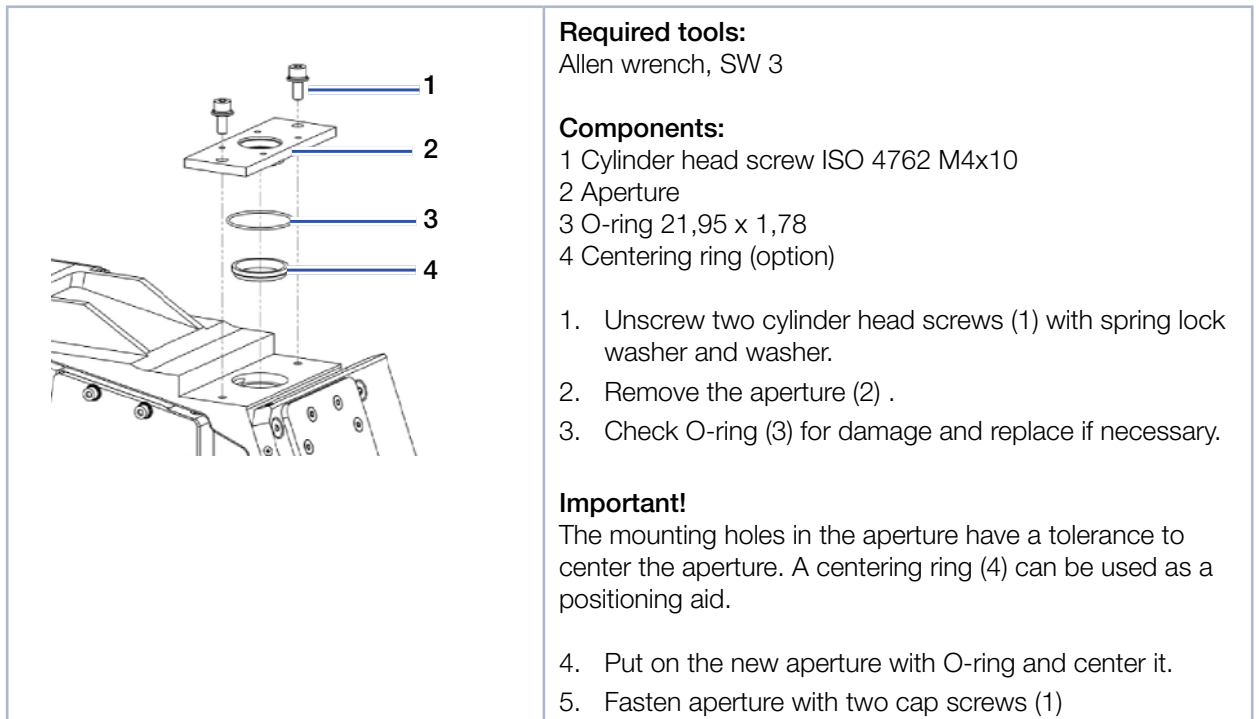 1
2
3
4
Required tools:
Allen wrench, SW 3
Components:
1 Cylinder head screw ISO 4762 M4x10
2 Aperture
3 O-ring 21,95 x 1,78
4 Centering ring (option)
1. Unscrew two cylinder head screws (1) with spring lock
washer and washer.
2. Remove the aperture (2) .
3. Check O-ring (3) for damage and replace if necessary.
Important!
The mounting holes in the aperture have a tolerance to
center the aperture. A centering ring (4) can be used as a
positioning aid.
4. Put on the new aperture with O-ring and center it.
5. Fasten aperture with two cap screws (1)